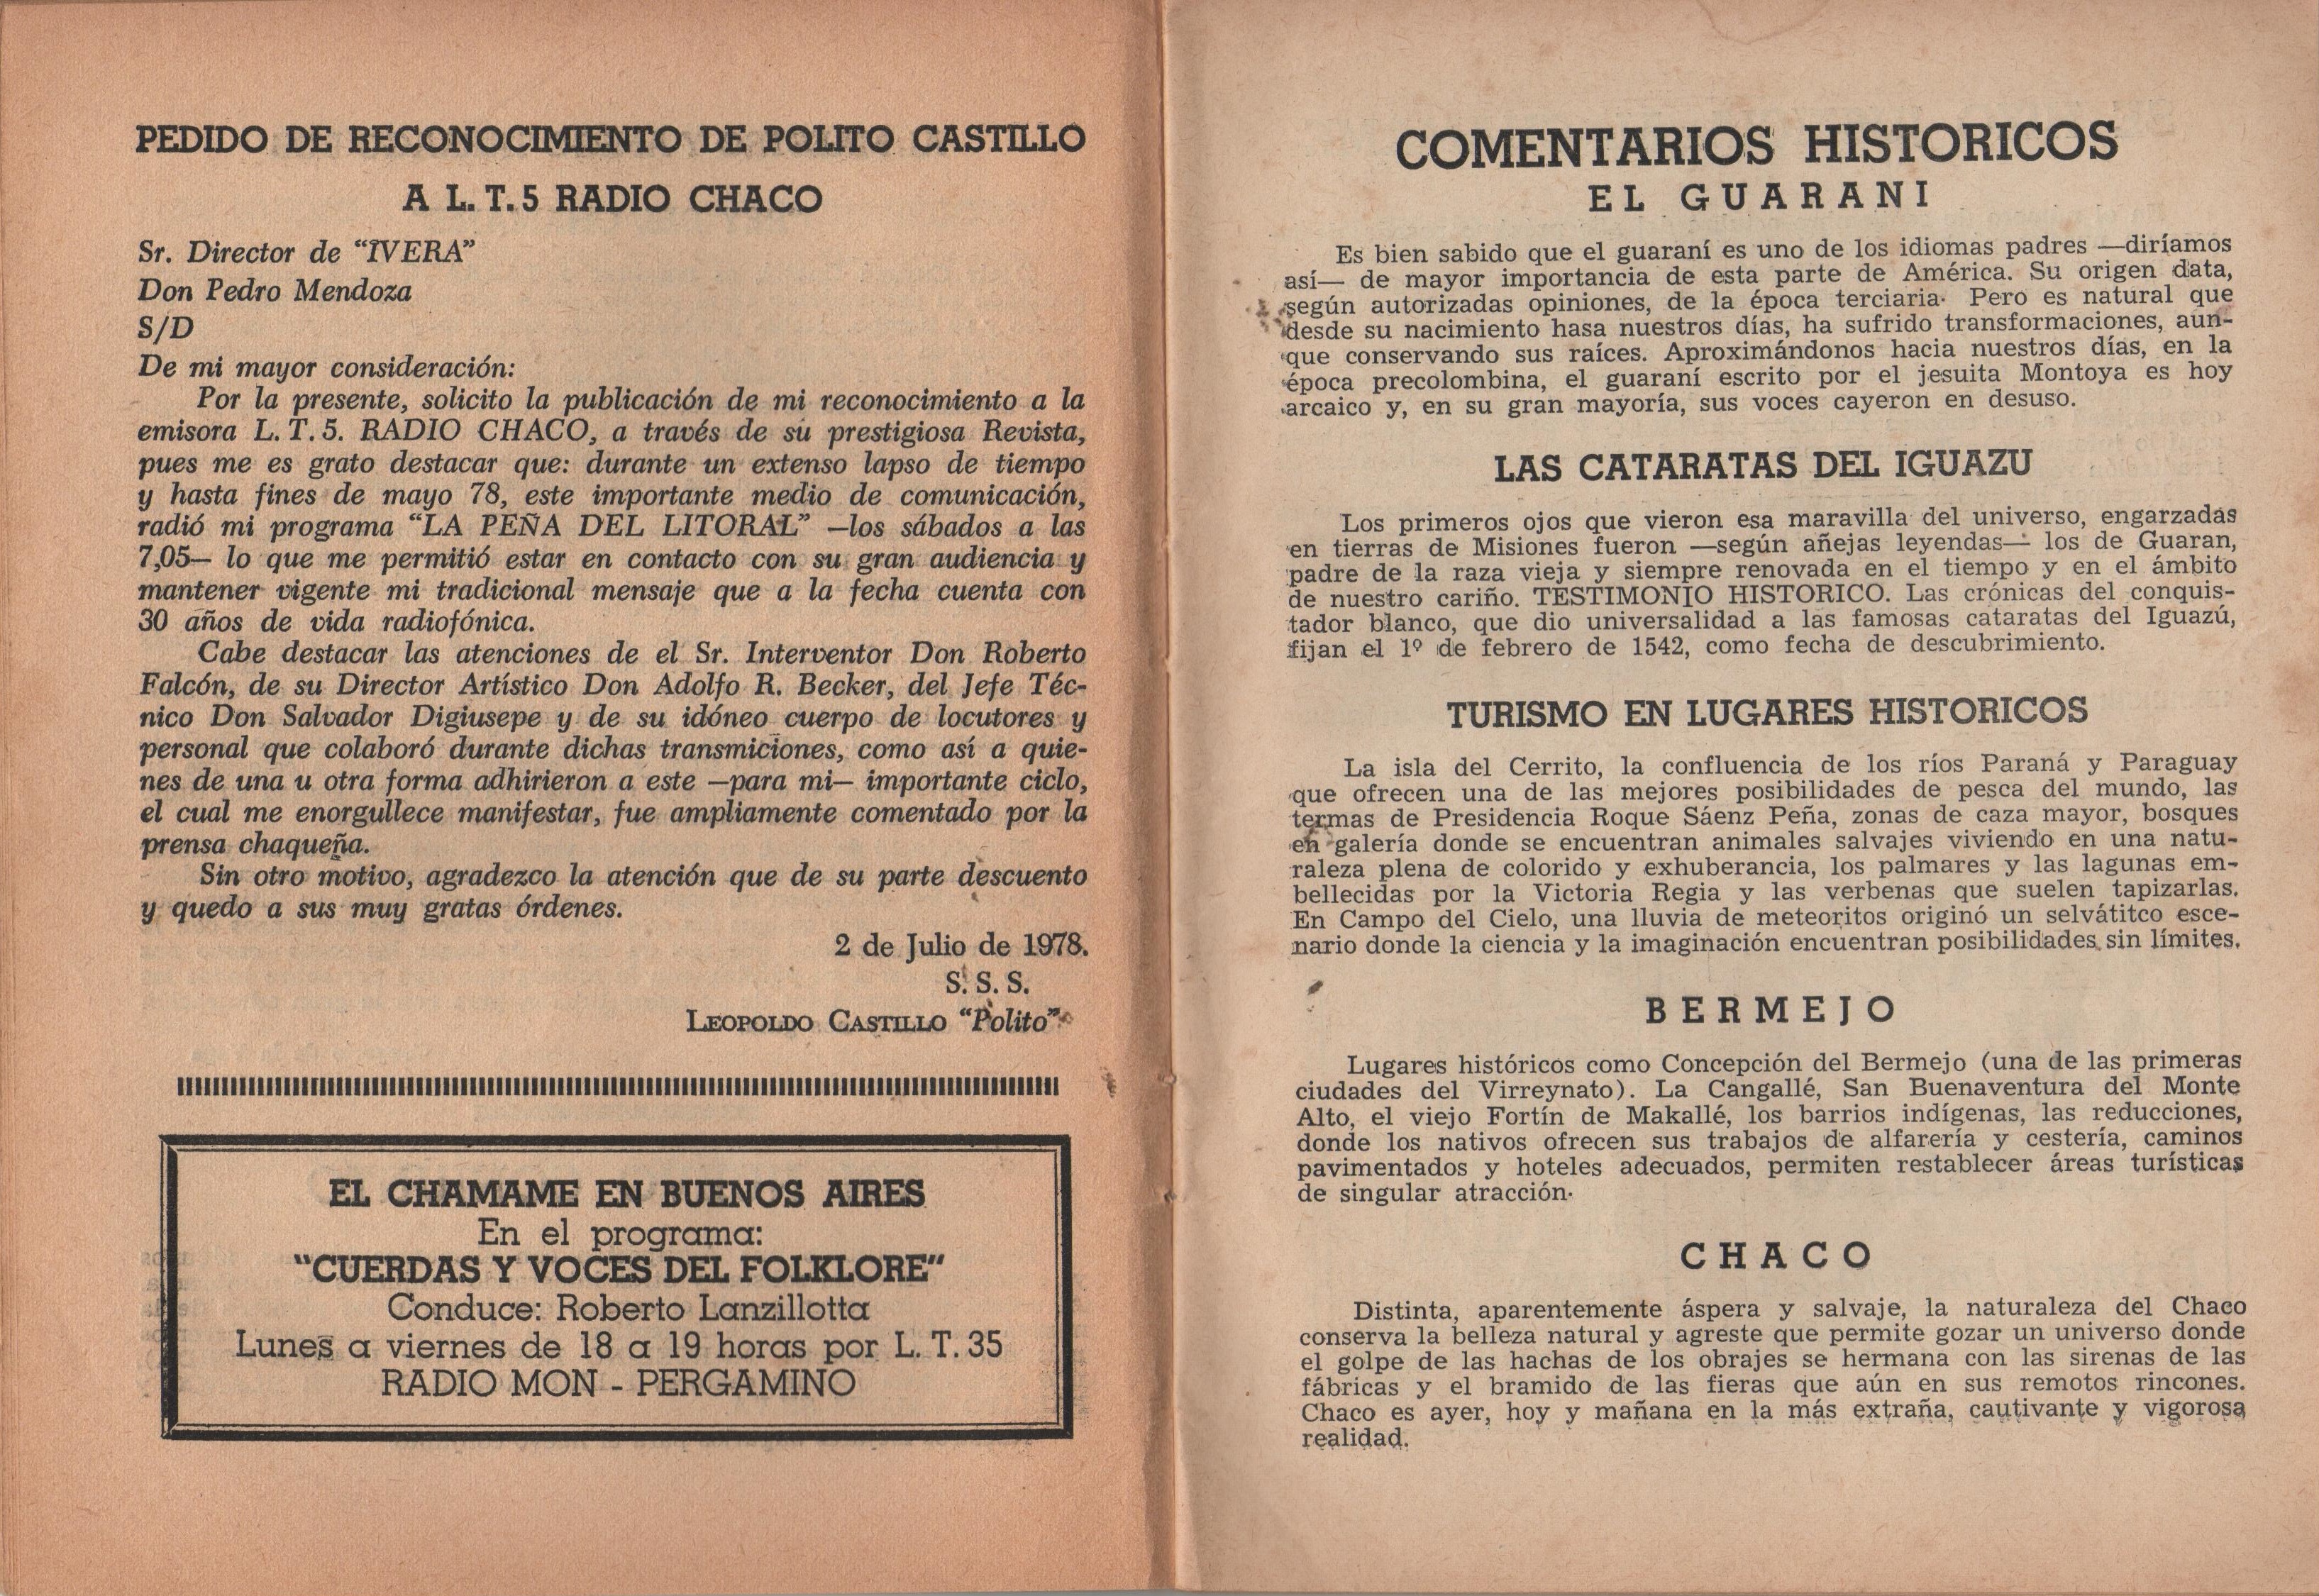 PEDIDO DE RECONOCIMIENTO DE POLITO CASTILLO
A L. T. 5 RADIO CHACO
Sr. Director de “IVERA”
Don Pedro Mendoza
S/D
De mi mayor consideración:
Por la presente, solicito la publicación de mi reconocimiento a la
emisora L. T. 5. RADIO CHACO, a través de su prestigiosa Revista,
pues me es grato destacar que: durante un extenso lapso de tiempo
y hasta fines de mayo 78, este importante medio de comunicación,
radió mi programa “LA PEÑA DEL LITORAL” —los sábados a las
7,05— lo que me permitió estar en contacto con su gran audiencia y
mantener vigente mi tradicional mensaje que a la fecha cuenta con
30 años de vida radiofónica.
Cabe destacar las atenciones de el Sr. Interventor Don Roberto
Falcón, de su Director Artístico Don Adolfo R. Becker, del Jefe Téc-
nico Don Salvador Digiusepe y de su idóneo cuerpo de locutores y
personal que colaboró durante dichas transmiciones, como así a quie-
nes de una u otra forma adhirieron a este —para mi— importante ciclo,
el cual me enorgullece manifestar, fue ampliamente comentado por la
prensa chaqueña.
Sin otro motivo, agradezco la atención que de su parte descuento
y quedo a sus muy gratas órdenes.
2 de Julio de 1978.
S. S. S.
LEOPOLDO CASTILLO “Polito”
EL CHAMAME EN BUENOS AIRES
En el programa:
“CUERDAS Y VOCES DEL FOLKLORE”
Conduce: Roberto Lanzillotta
Lunes a viernes de 18 a 19 horas por L. T. 35
RADIO MON - PERGAMINO
COMENTARIOS HISTORICOS
EL GUARANI
Es bien sabido que el guaraní es uno de los idiomas padres —diríamos
así— de mayor importancia de esta parte de América. Su origen data,
según autorizadas opiniones, de la época terciaria· Pero es natural que
desde su nacimiento hasa nuestros días, ha sufrido transformaciones, aun-
que conservando sus raíces. Aproximándonos hacia nuestros días, en la
época precolombina, el guaraní escrito por el jesuita Montoya es hoy
arcaico y, en su gran mayoría, sus voces cayeron en desuso.
LAS CATARATAS DEL IGUAZU
Los primeros ojos que vieron esa maravilla del universo, engarzadas
en tierras de Misiones fueron —según añejas leyendas— los de Guaran,
padre de la raza vieja y siempre renovada en el tiempo y en el ámbito
de nuestro cariño. TESTIMONIO HISTORICO. Las crónicas del conquis-
tador blanco, que dio universalidad a las famosas cataratas del Iguazú,
fijan el 1º de febrero de 1542, como fecha de descubrimiento.
TURISMO EN LUGARES HISTORICOS
La isla del Cerrito, la confluencia de los ríos Paraná y Paraguay
que ofrecen una de las mejores posibilidades de pesca del mundo, las
termas de Presidencia Roque Sáenz Peña, zonas de caza mayor, bosques
en galería donde se encuentran animales salvajes viviendo en una natu-
raleza plena de colorido y exhuberancia, los palmares y las lagunas em-
bellecidas por la Victoria Regia y las verbenas que suelen tapizarlas.
En Campo del Cielo, una lluvia de meteoritos originó un selvátitco esce-
nario donde la ciencia y la imaginación encuentran posibilidades sin límites.
BERMEJO
Lugares históricos como Concepción del Bermejo (una de las primeras
ciudades del Virreynato). La Cangallé, San Buenaventura del Monte
Alto, el viejo Fortín de Makallé, los barrios indígenas, las reducciones,
donde los nativos ofrecen sus trabajos de alfarería y cestería, caminos
pavimentados y hoteles adecuados, permiten restablecer áreas turísticas
de singular atracción·
CHACO
Distinta, aparentemente áspera y salvaje, la naturaleza del Chaco
conserva la belleza natural y agreste que permite gozar un universo donde
el golpe de las hachas de los obrajes se hermana con las sirenas de las
fábricas y el bramido de las fieras que aún en sus remotos rincones.
Chaco es ayer, hoy y mañana en la más extraña, cautivante y vigorosa
realidad.